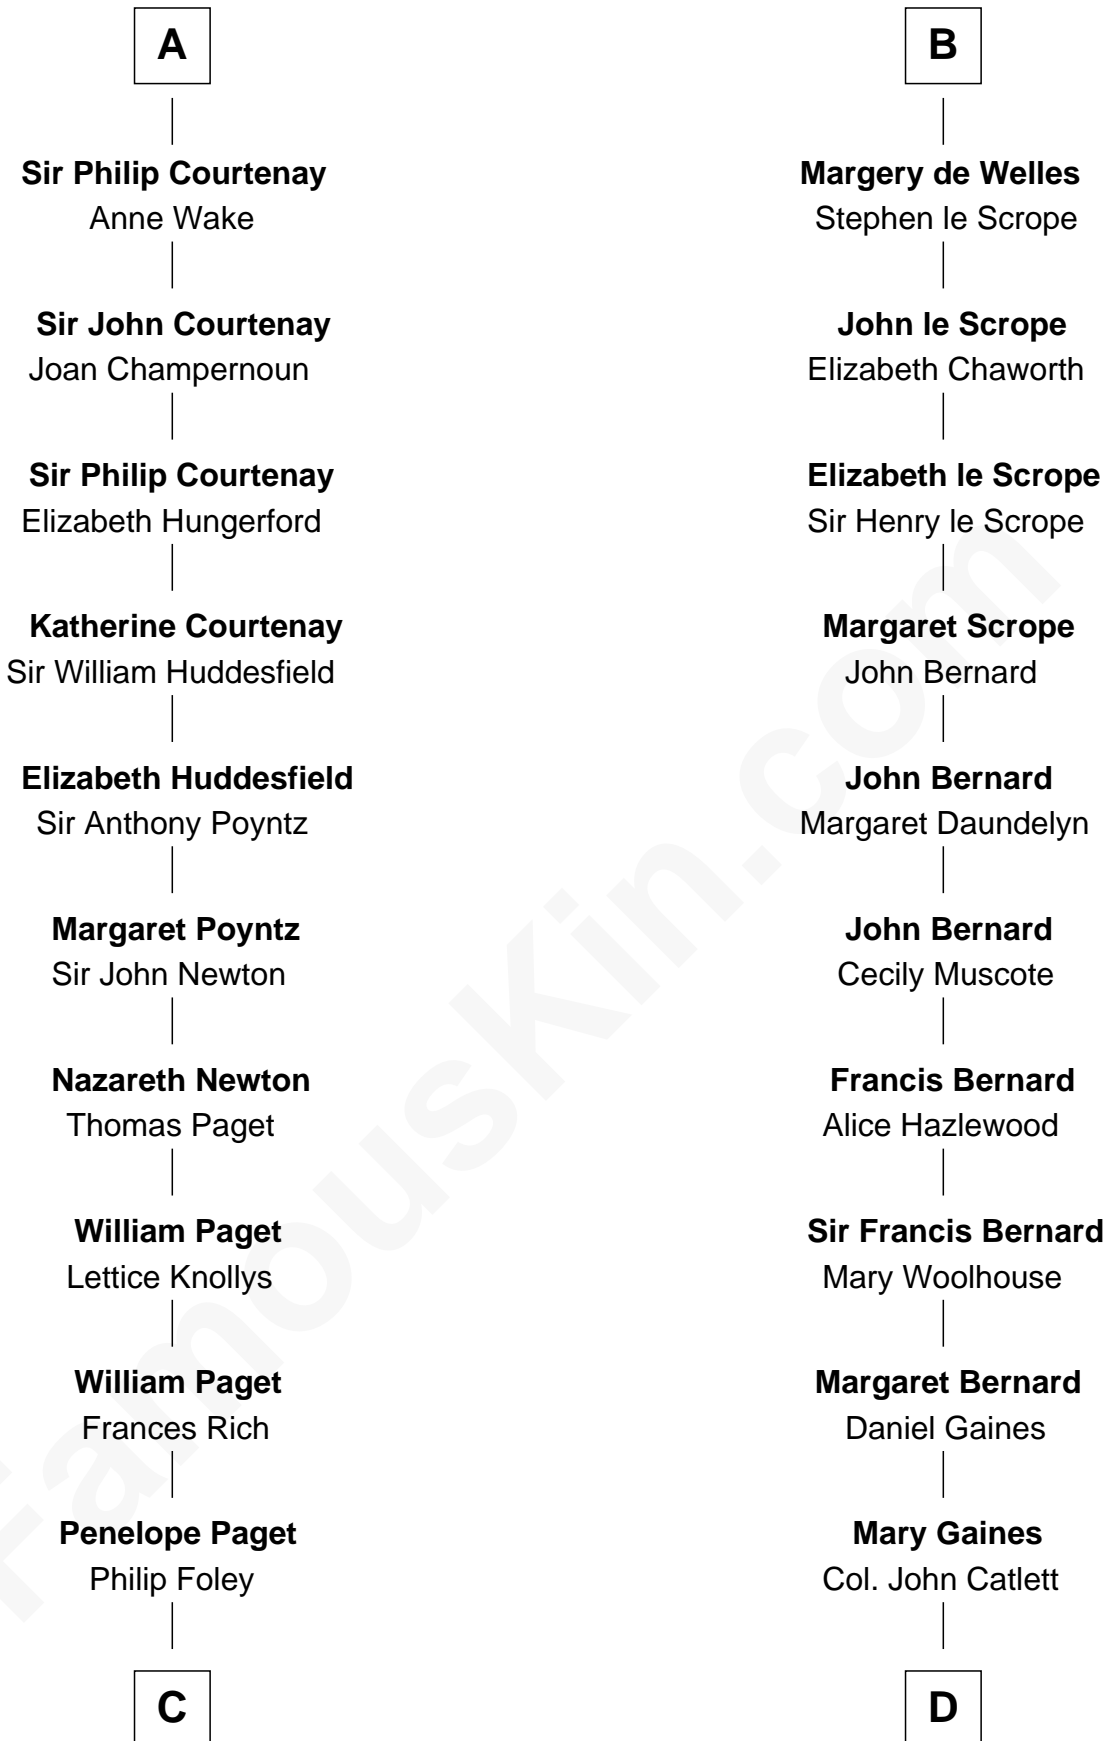 A
Sir Philip Courtenay
Anne Wake
Sir John Courtenay
Joan Champernoun
Sir Philip Courtenay
Elizabeth Hungerford
Katherine Courtenay
Sir William Huddesfield
Elizabeth Huddesfield
Sir Anthony Poyntz
Margaret Poyntz
Sir John Newton
Nazareth Newton
Thomas Paget
William Paget
Lettice Knollys
William Paget
Frances Rich
Penelope Paget
Philip Foley
C
B
Margery de Welles
Stephen le Scrope
John le Scrope
Elizabeth Chaworth
Elizabeth le Scrope
Sir Henry le Scrope
Margaret Scrope
John Bernard
John Bernard
Margaret Daundelyn
John Bernard
Cecily Muscote
Francis Bernard
Alice Hazlewood
Sir Francis Bernard
Mary Woolhouse
Margaret Bernard
Daniel Gaines
Mary Gaines
Col. John Catlett
D
FamousKin.com